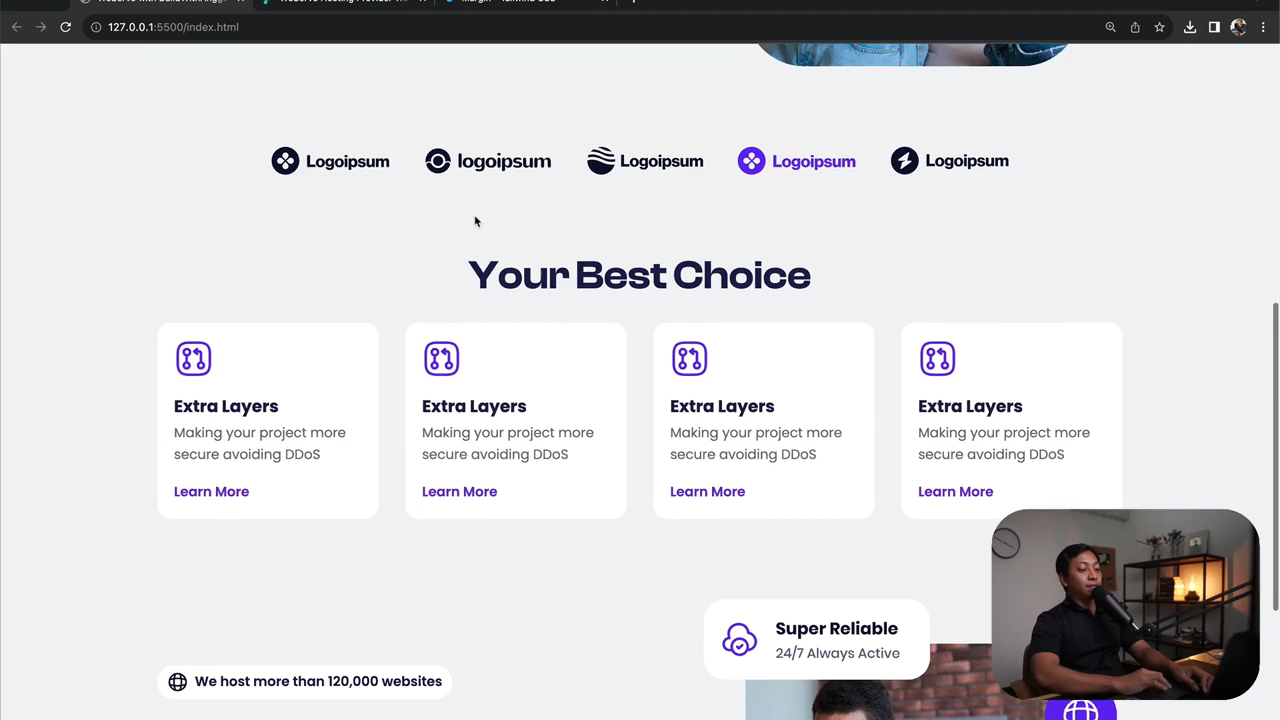 127.0.0.1:5500/index.html
Logoipsum
logoipsum
Logoipsum
Logoipsum
Logoipsum
Your Best Choice
Extra Layers
Making your project more
secure avoiding DDoS
Learn More
Extra Layers
Making your project more
secure avoiding DDoS
Learn More
Extra Layers
Making your project more
secure avoiding DDoS
Learn More
Extra Layers
Making your project more
secure avoiding DDoS
Learn More
Super Reliable
24/7 Always Active
We host more than 120,000 websites